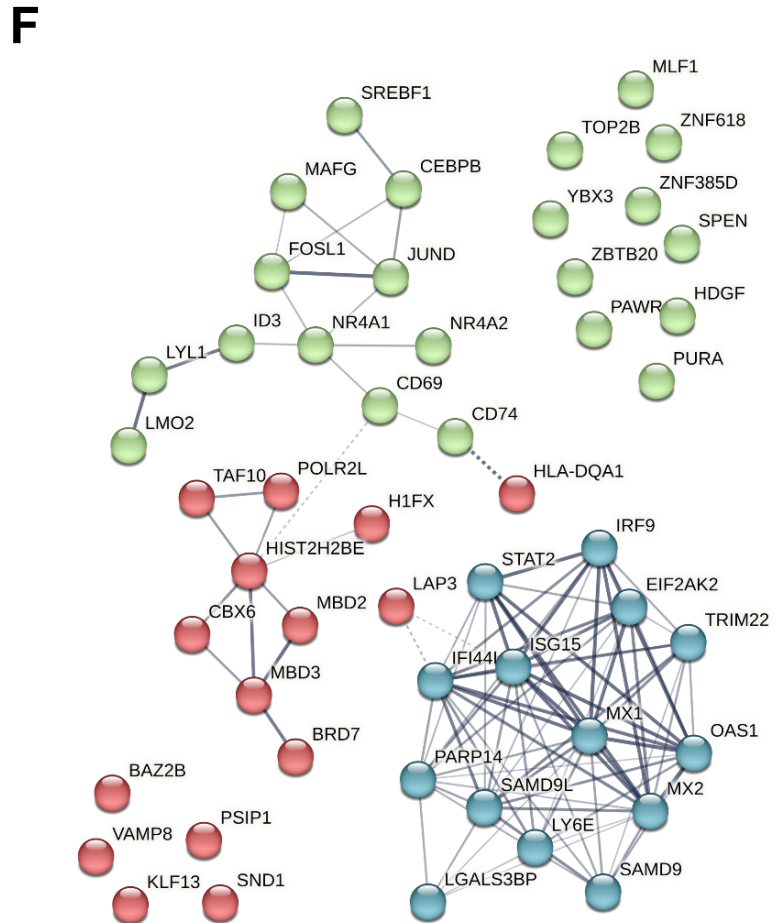 F
MLF1
SREBF1
TOP2B
ZNF618
MAFG
CEBPB
ZNF385D
YBX3
SPEN
FOSL1
JUND
ZBTB20
HDGF
PAWR
ID3
NR4A1
NR4A2
LYL1
PURA
CD69
CD74
LMO2
TAF10
POLR2L
HLA-DQA1
H1FX
IRF9
HIST2H2BE
STAT2
LAP3
EIF2AK2
CBX6
MBD2
TRIM22
ISG15
IFI44L
MBD3
MX1
BRD7
OAS1
PARP14
BAZ2B
SAMD9L
MX2
PSIP1
LY6E
VAMP8
SAMD9
KLF13
SND1
LGALS3BP